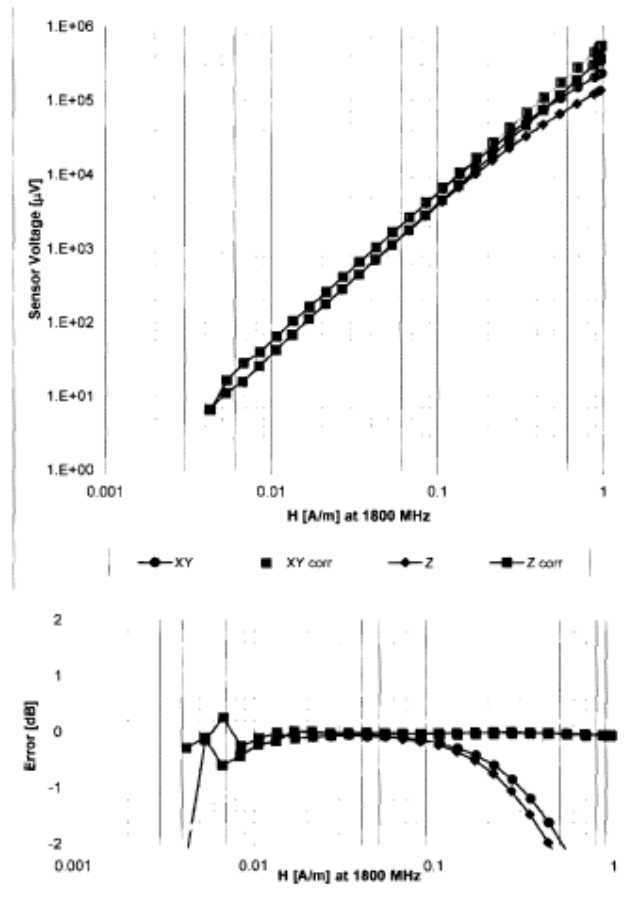 1.E+06
1.E+05
1.E+04
1.E+03
1.E+02
1.E+01
1.E+00
Sensor Voltage [µV]
0.001 0.01 0.1 1
H [A/m] at 1800 MHz
XY XY corr Z Z corr
2
1
0
-1
-2
Error [dB]
0.001 0.01 0.1 1
H [A/m] at 1800 MHz